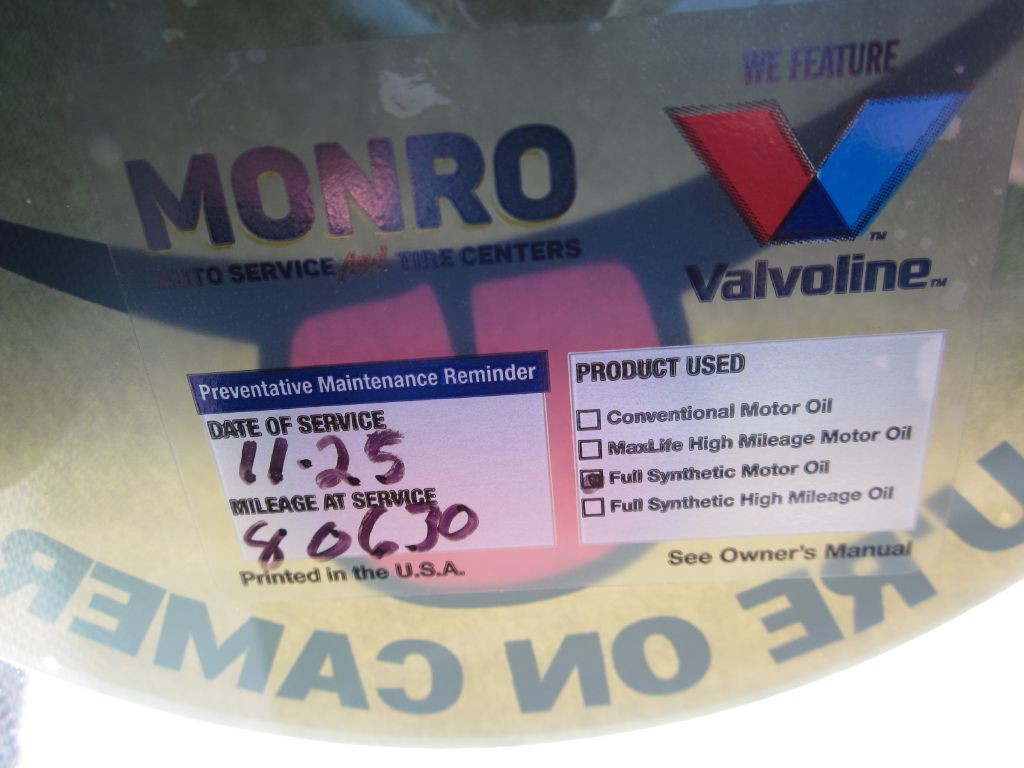 WE FEATURE
MONRO
AUTO SERVICE And TIRE CENTERS
Valvoline™
Preventative Maintenance Reminder
DATE OF SERVICE
11.25
MILEAGE AT SERVICE
80630
Printed in the U.S.A.
PRODUCT USED
Conventional Motor Oil
MaxLife High Mileage Motor Oil
Full Synthetic Motor Oil
Full Synthetic High Mileage Oil
See Owner's Manual
U'RE ON CAMER